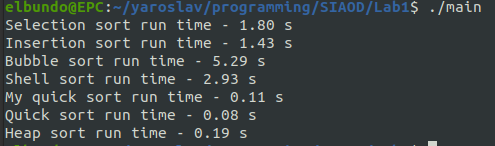 elbundo@EPC:~/yaroslav/programming/SIAOD/Lab1$ ./main
Selection sort run time - 1.80 s
Insertion sort run time - 1.43 s
Bubble sort run time - 5.29 s
Shell sort run time - 2.93 s
My quick sort run time - 0.11 s
Quick sort run time - 0.08 s
Heap sort run time - 0.19 s